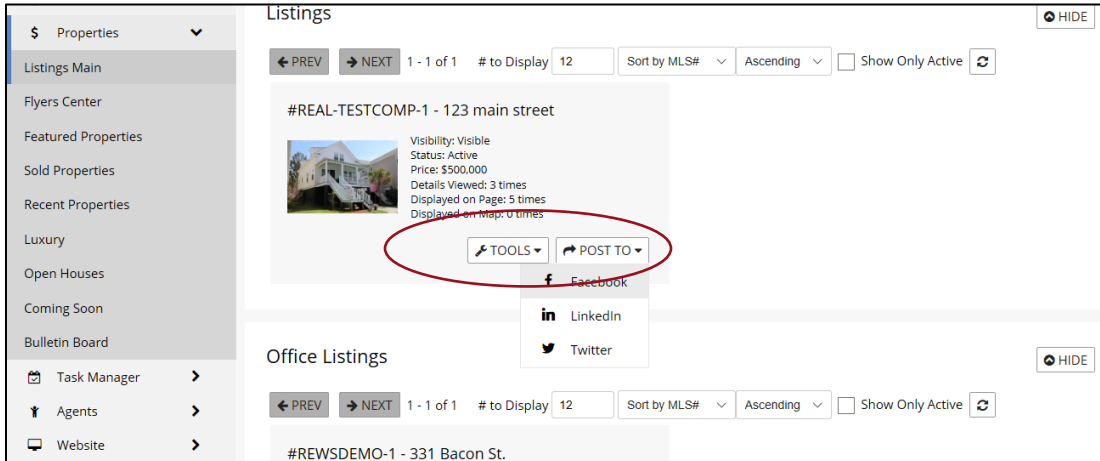 $ Properties
Listings Main
Flyers Center
Featured Properties
Sold Properties
Recent Properties
Luxury
Open Houses
Coming Soon
Bulletin Board
Task Manager
Agents
Website
Listings
HIDE
PREV NEXT 1 - 1 of 1 # to Display 12 Sort by MLS# Ascending Show Only Active
#REAL-TESTCOMP-1 - 123 main street
Visibility: Visible
Status: Active
Price: $500,000
Details Viewed: 3 times
Displayed on Page: 5 times
Displayed on Map: 0 times
TOOLS POST TO
Facebook
LinkedIn
Twitter
Office Listings
HIDE
PREV NEXT 1 - 1 of 1 # to Display 12 Sort by MLS# Ascending Show Only Active
#REWSDEMO-1 - 331 Bacon St.